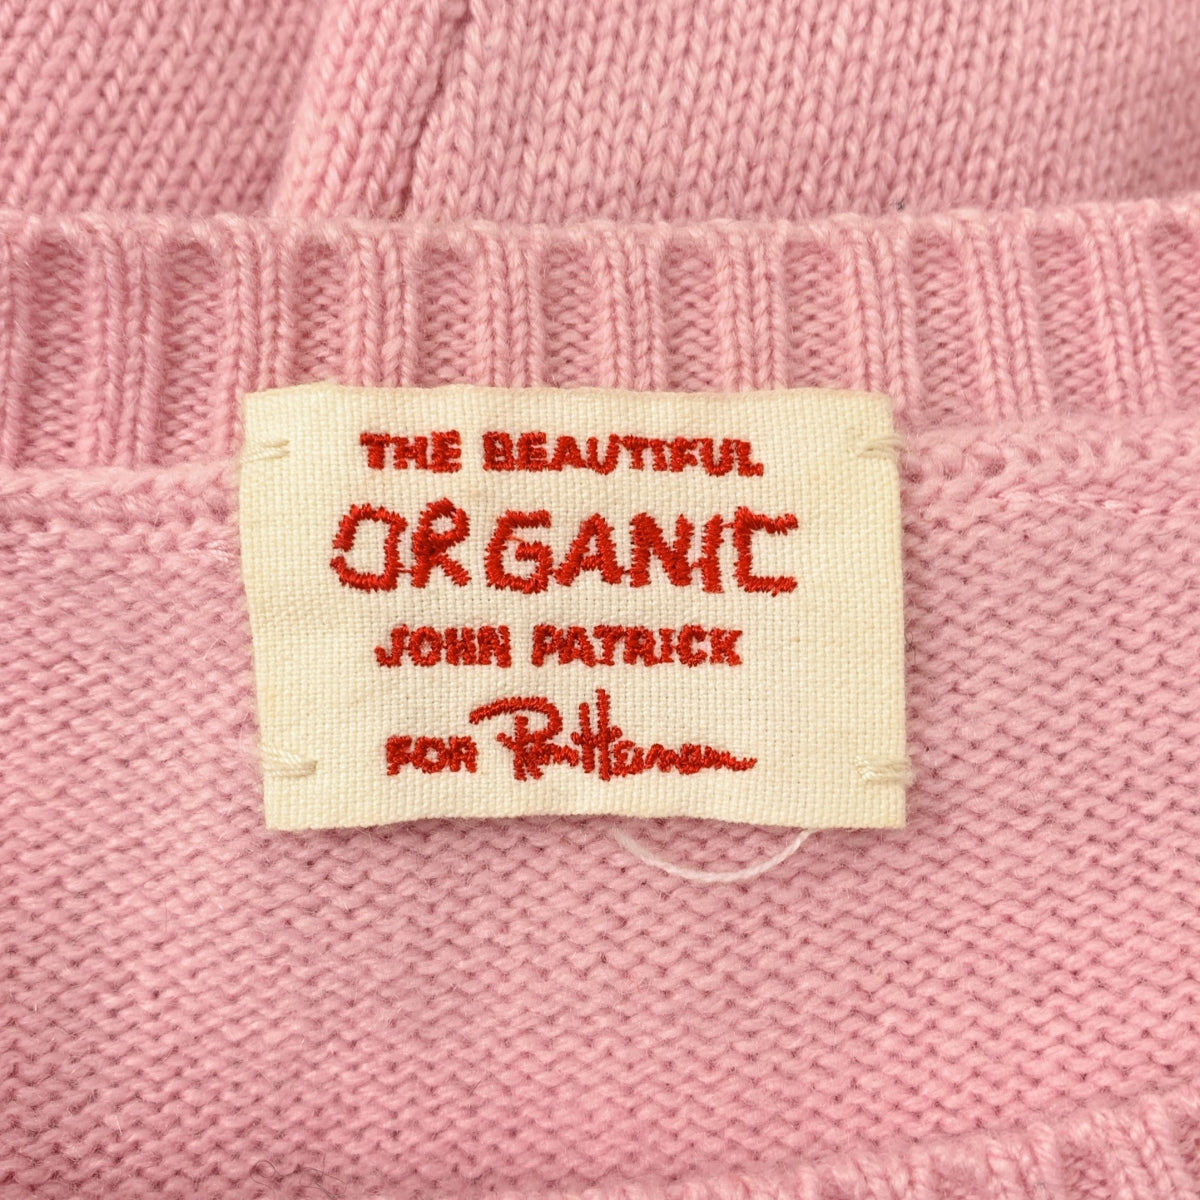 THE BEAUTIFUL
ORGANIC
JOHN PATRICK
FOR Ron Herman